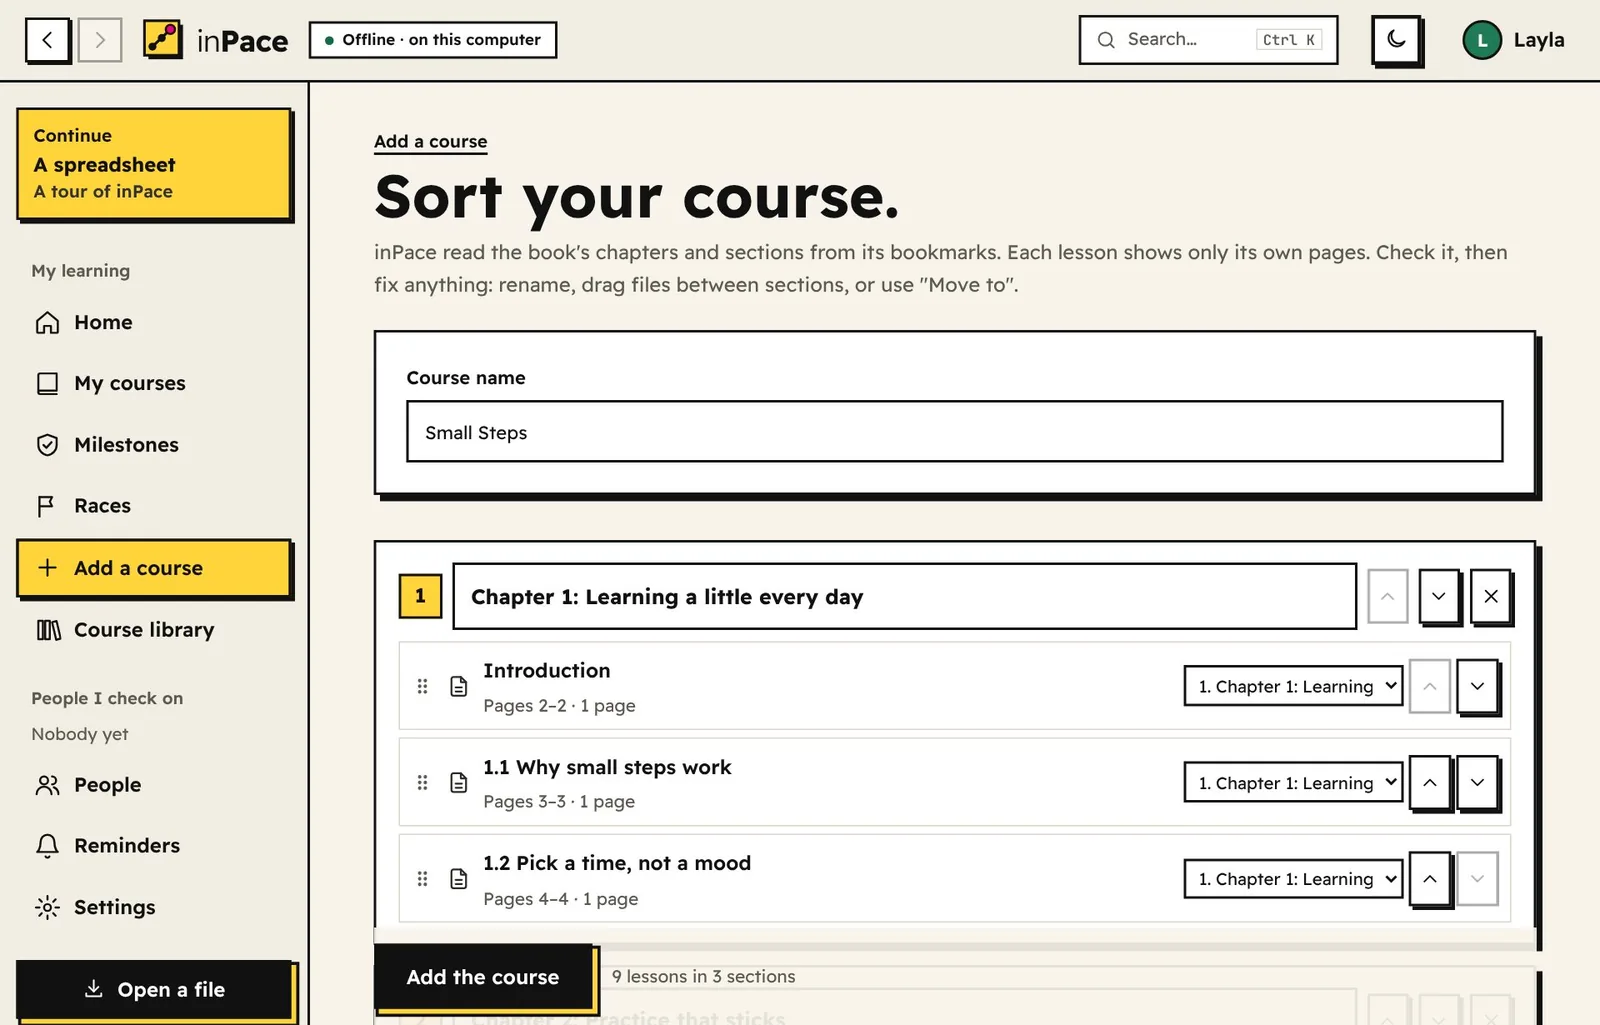 inPace
Offline · on this computer
Search...
Ctrl K
L
Layla
Continue
A spreadsheet
A tour of inPace
My learning
Home
My courses
Milestones
Races
Add a course
Course library
People I check on
Nobody yet
People
Reminders
Settings
Open a file
Add a course
Sort your course.
inPace read the book's chapters and sections from its bookmarks. Each lesson shows only its own pages. Check it, then
fix anything: rename, drag files between sections, or use "Move to".
Course name
Small Steps
1
Chapter 1: Learning a little every day
Introduction
Pages 2–2 · 1 page
1. Chapter 1: Learning
1.1 Why small steps work
Pages 3–3 · 1 page
1. Chapter 1: Learning
1.2 Pick a time, not a mood
Pages 4–4 · 1 page
1. Chapter 1: Learning
Add the course
9 lessons in 3 sections
Chapter 2: Practice that sticks